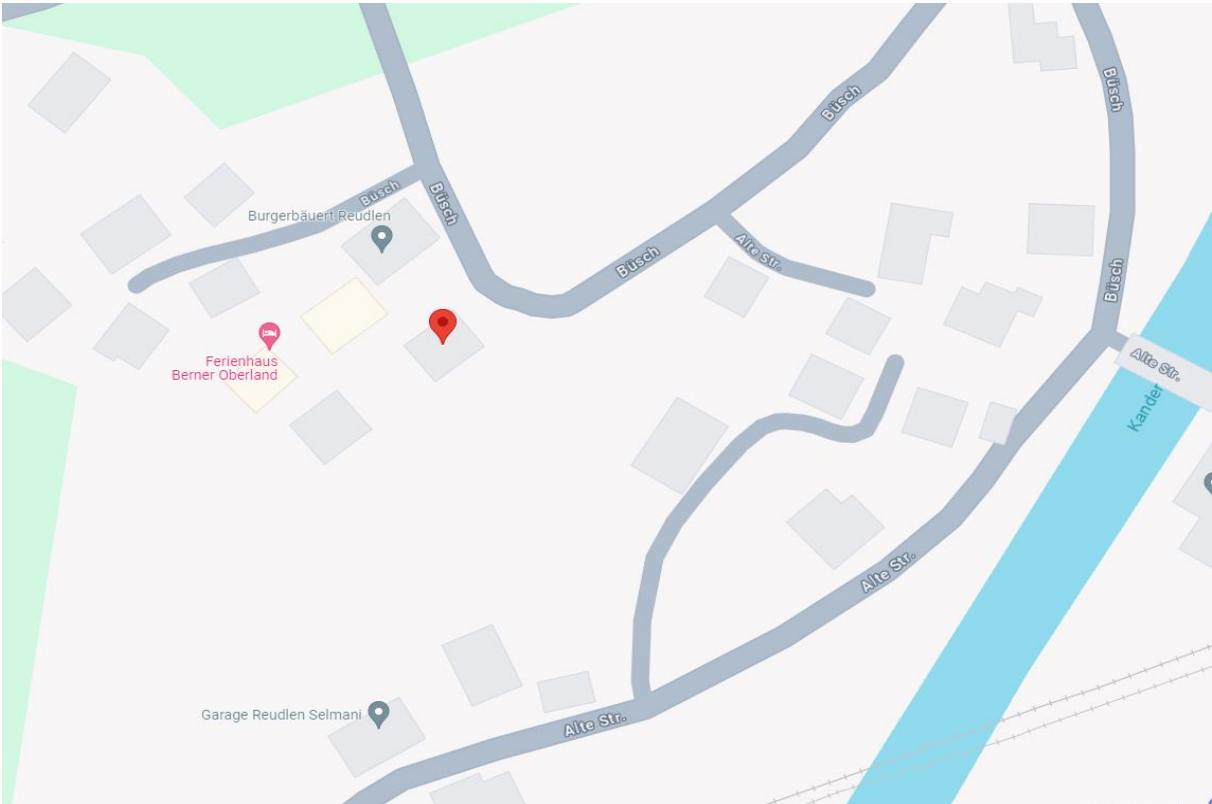 Büsch
Büsch
Büsch
Büsch
Burgerbäuert Reudlen
Alte Str.
Büsch
Büsch
Ferienhaus
Berner Oberland
Alte Str.
Kander
Alte Str.
Garage Reudlen Selmani
Alte Str.